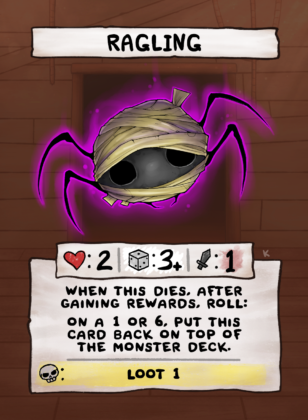 RAGLING
:2 :3+ :1
WHEN THIS DIES, AFTER
GAINING REWARDS, ROLL:
ON A 1 OR 6, PUT THIS
CARD BACK ON TOP OF
THE MONSTER DECK.
: LOOT 1